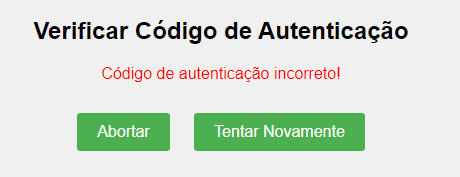 Verificar Código de Autenticação
Código de autenticação incorreto!
Abortar
Tentar Novamente